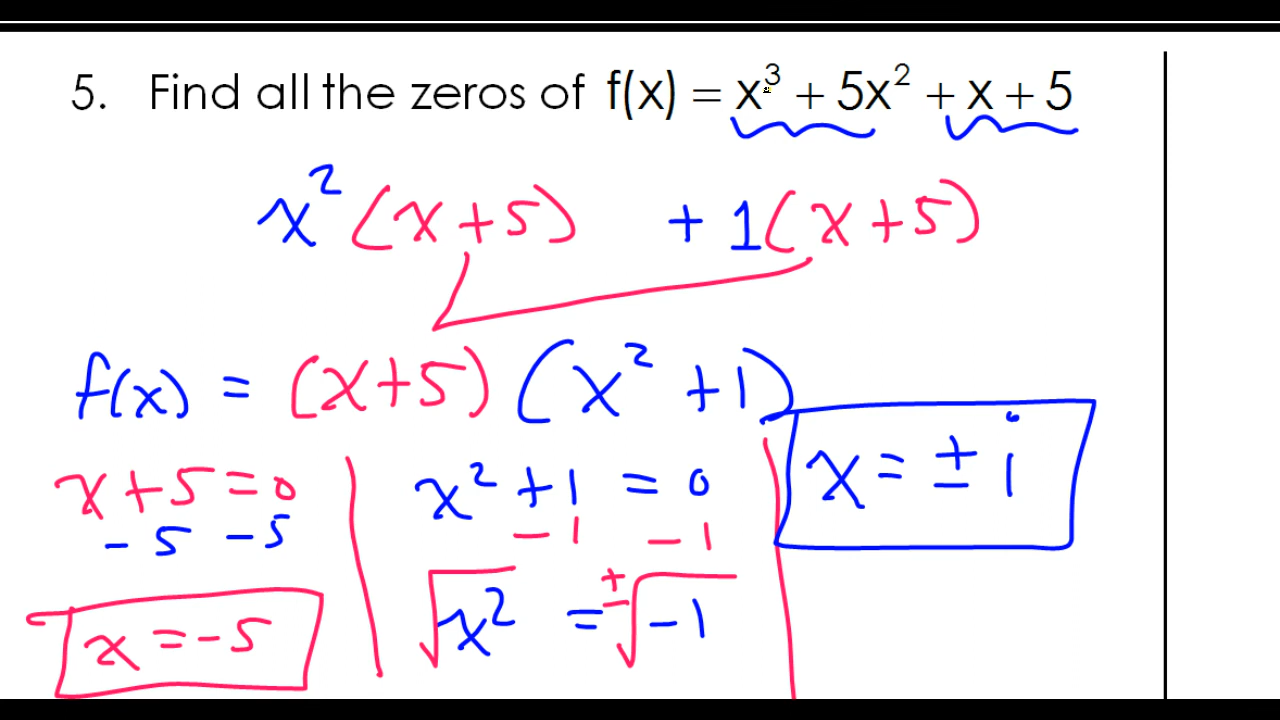 5. Find all the zeros of f(x) = x³ + 5x² + x + 5
x² (x+5) + 1(x+5)
f(x) = (x+5) (x² + 1)
x+5=0 x² +1 = 0 x = ± i
-5 -5 -1 -1
x = -5 √x² = ±√-1